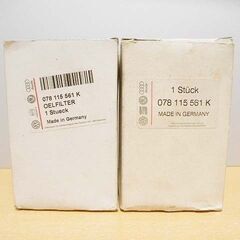 078 115 561 K
OELFILTER
1 Stueck
Made in Germany
1 Stück
078 115 561 K
MADE IN GERMANY